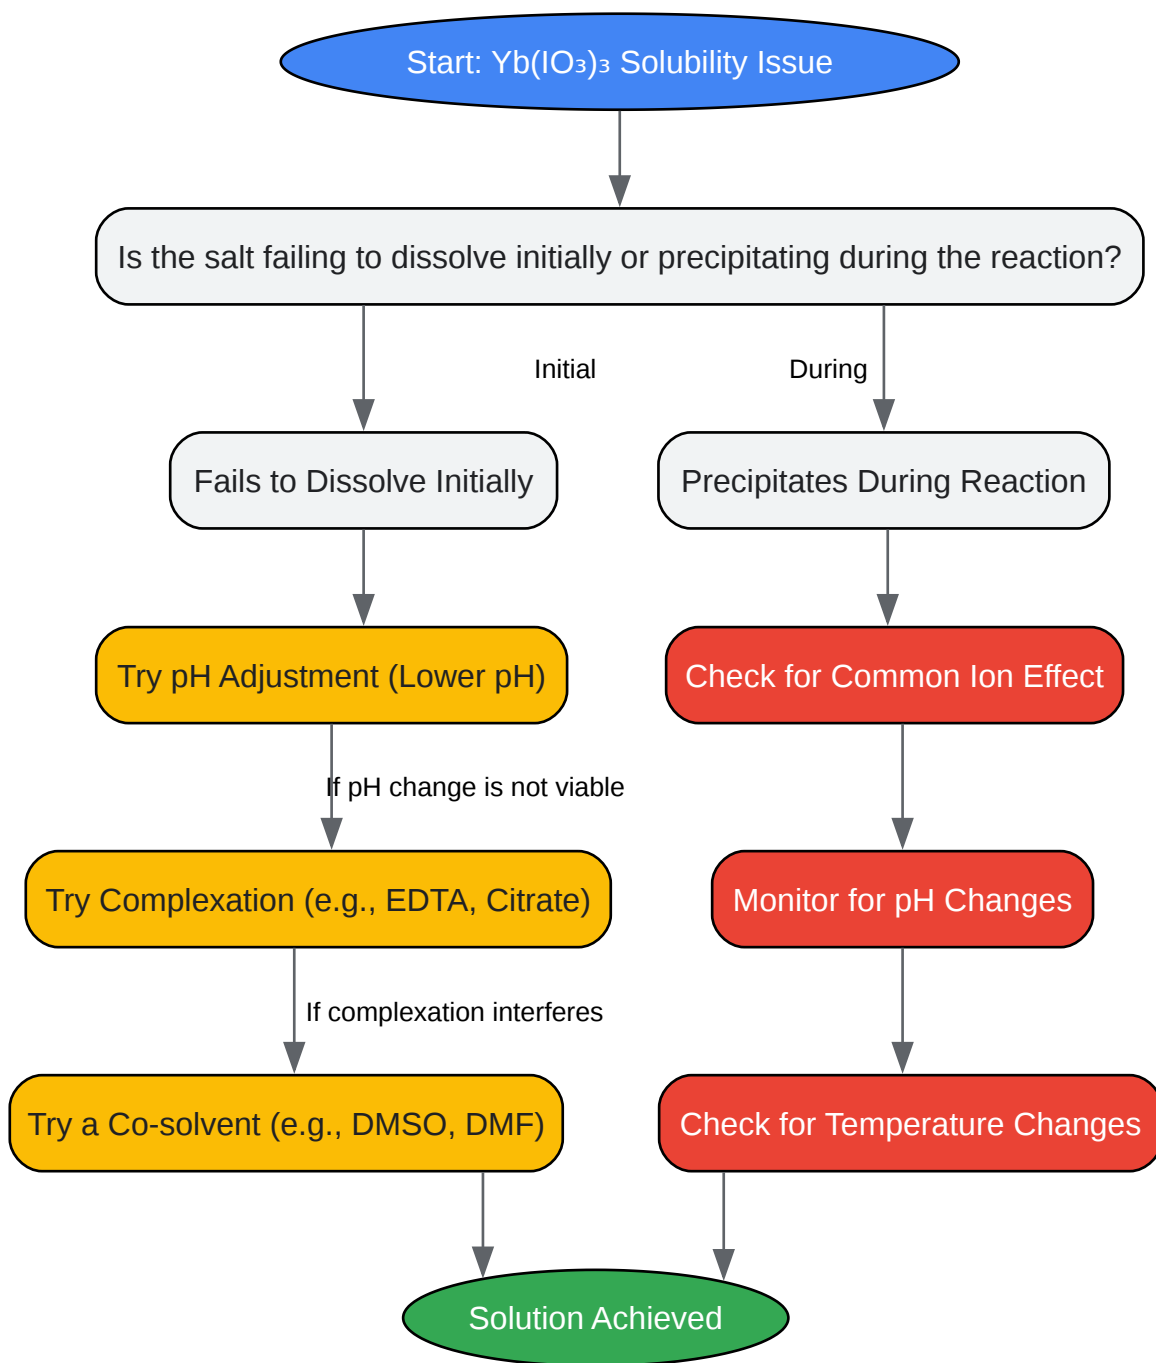 Start: Yb(IO₃)₃ Solubility Issue
Is the salt failing to dissolve initially or precipitating during the reaction?
Initial
During
Fails to Dissolve Initially
Precipitates During Reaction
Try pH Adjustment (Lower pH)
Check for Common Ion Effect
If pH change is not viable
Try Complexation (e.g., EDTA, Citrate)
Monitor for pH Changes
If complexation interferes
Try a Co-solvent (e.g., DMSO, DMF)
Check for Temperature Changes
Solution Achieved